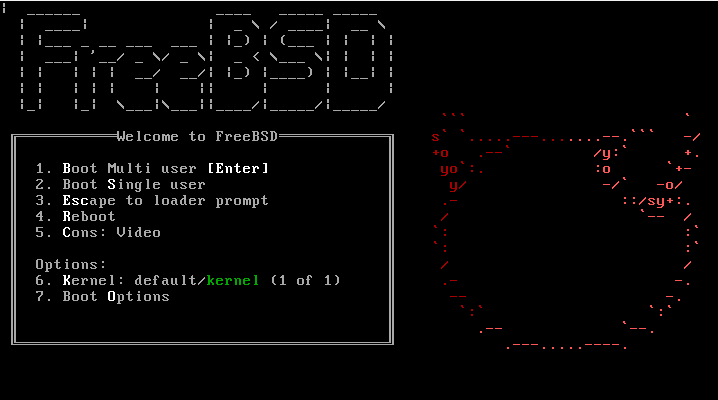 FreeBSD
Welcome to FreeBSD
1. Boot Multi user [Enter]
2. Boot Single user
3. Escape to loader prompt
4. Reboot
5. Cons: Video
Options:
6. Kernel: default/kernel (1 of 1)
7. Boot Options